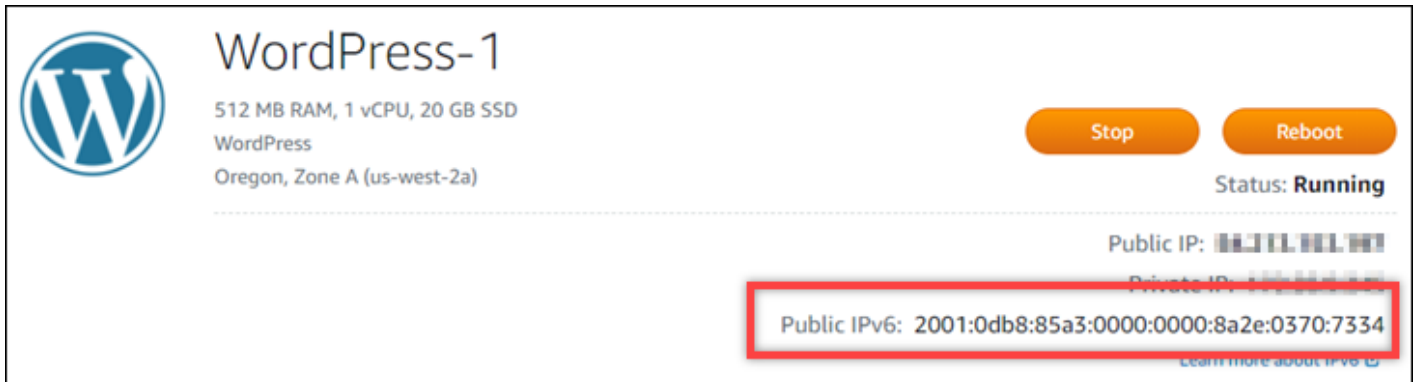 WordPress-1
512 MB RAM, 1 vCPU, 20 GB SSD
WordPress
Oregon, Zone A (us-west-2a)
Stop
Reboot
Status: Running
Public IP:
Private IP:
Public IPv6: 2001:0db8:85a3:0000:0000:8a2e:0370:7334
Learn more about IPv6